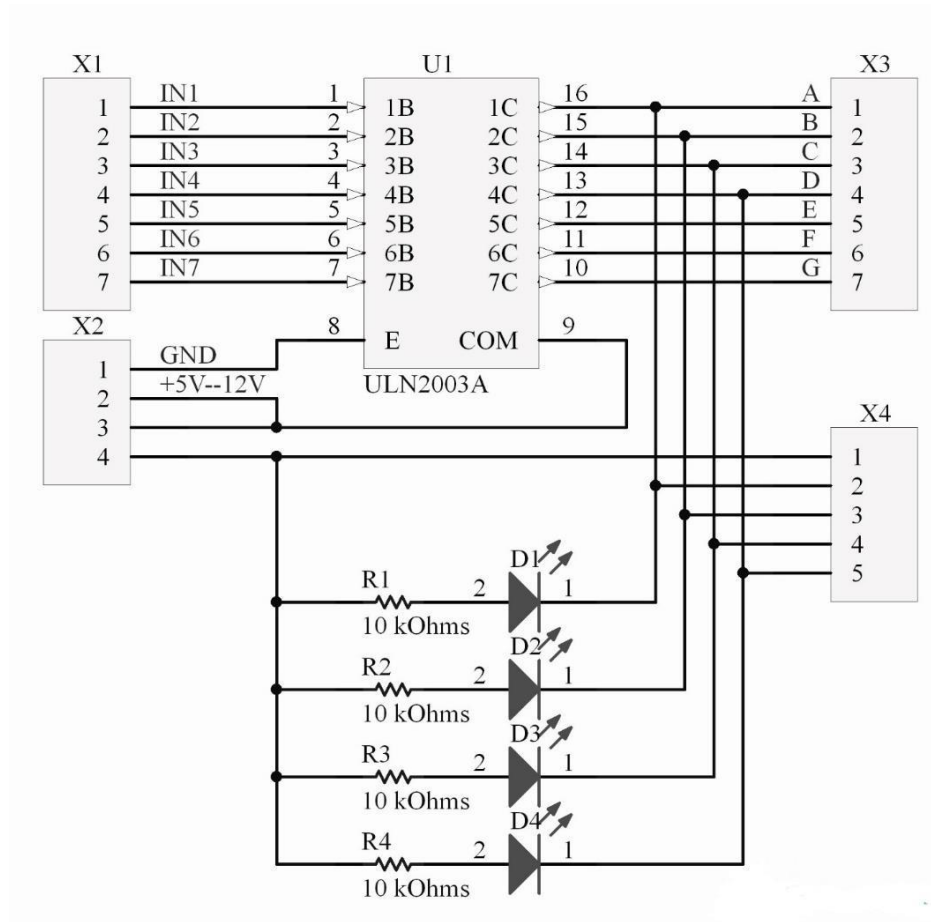 X1 U1 X3
1 IN1 1 1B 1C 16 A 1
2 IN2 2 2B 2C 15 B 2
3 IN3 3 3B 3C 14 C 3
4 IN4 4 4B 4C 13 D 4
5 IN5 5 5B 5C 12 E 5
6 IN6 6 6B 6C 11 F 6
7 IN7 7 7B 7C 10 G 7
X2 8 E COM 9
1 GND
+5V--12V ULN2003A
2
3 X4
4 1
2
3
4
5
D1
R1 2 1
10 kOhms
D2
R2 2 1
10 kOhms
D3
R3 2 1
10 kOhms
D4
R4 2 1
10 kOhms